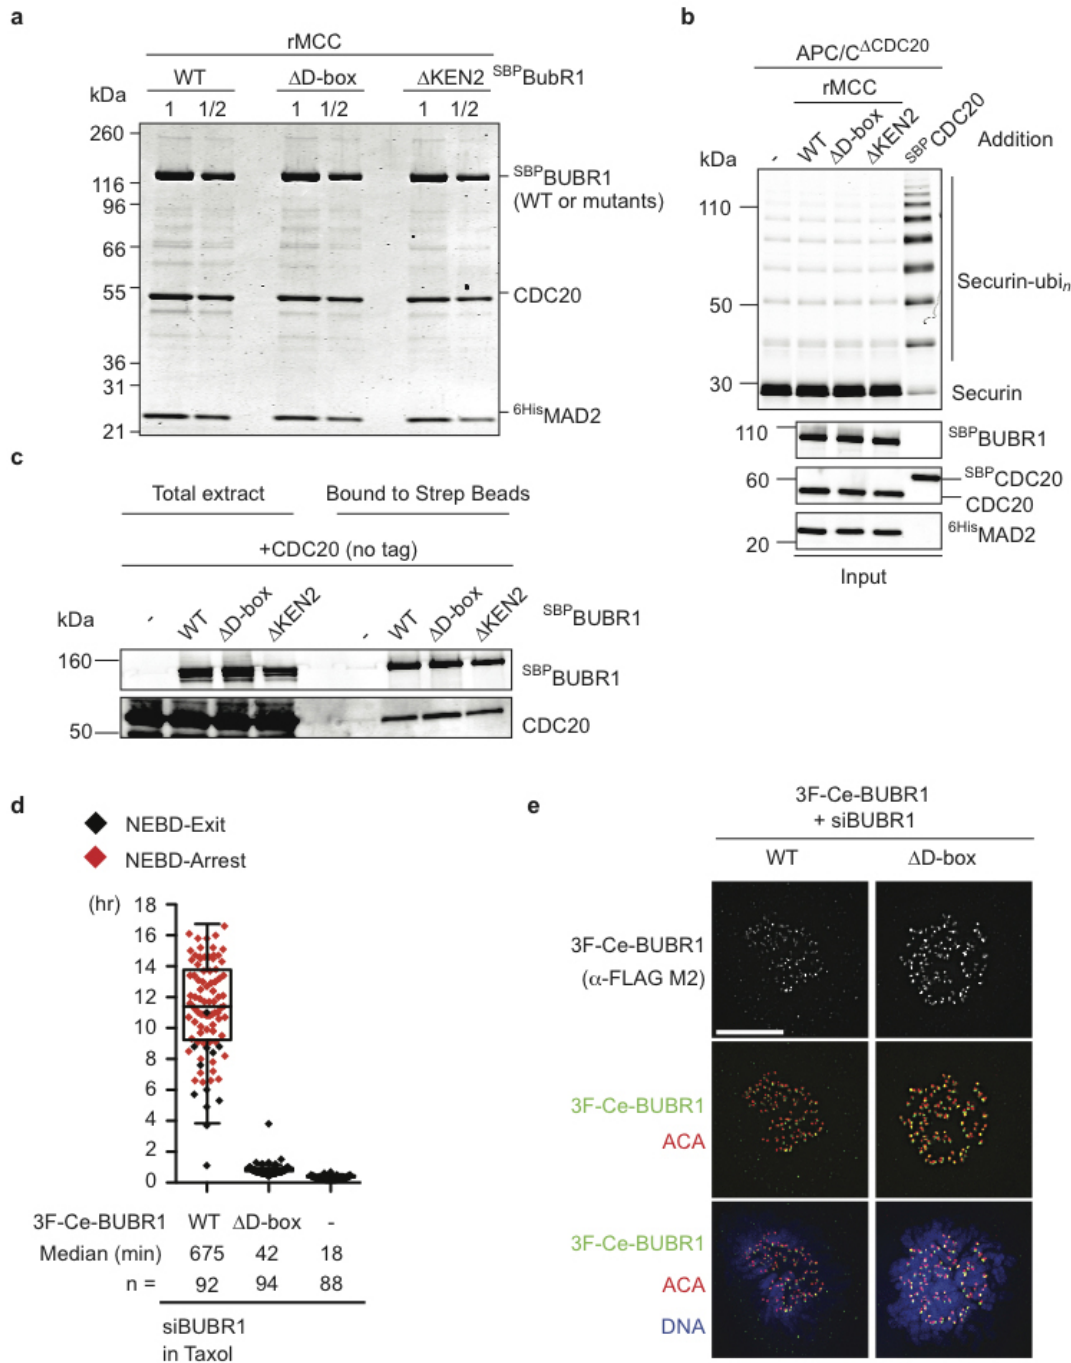 a
rMCC
WT ΔD-box ΔKEN2 SBPBubR1
kDa
1 1/2 1 1/2 1 1/2
260
116
96
66
55
36
31
21
SBPBUBR1
(WT or mutants)
CDC20
6HisMAD2
b
APC/CΔCDC20
rMCC
- WT ΔD-box ΔKEN2 SBPCDC20 Addition
kDa
110
50
30
Securin-ubin
Securin
110
SBPBUBR1
60
SBPCDC20
CDC20
20
6HisMAD2
Input
c
Total extract Bound to Strep Beads
+CDC20 (no tag)
kDa - WT ΔD-box ΔKEN2 - WT ΔD-box ΔKEN2 SBPBUBR1
160
SBPBUBR1
50
CDC20
d
NEBD-Exit
NEBD-Arrest
(hr)
18
16
14
12
10
8
6
4
2
0
3F-Ce-BUBR1 WT ΔD-box -
Median (min) 675 42 18
n = 92 94 88
siBUBR1
in Taxol
e
3F-Ce-BUBR1
+ siBUBR1
WT ΔD-box
3F-Ce-BUBR1
(α-FLAG M2)
3F-Ce-BUBR1
ACA
3F-Ce-BUBR1
ACA
DNA